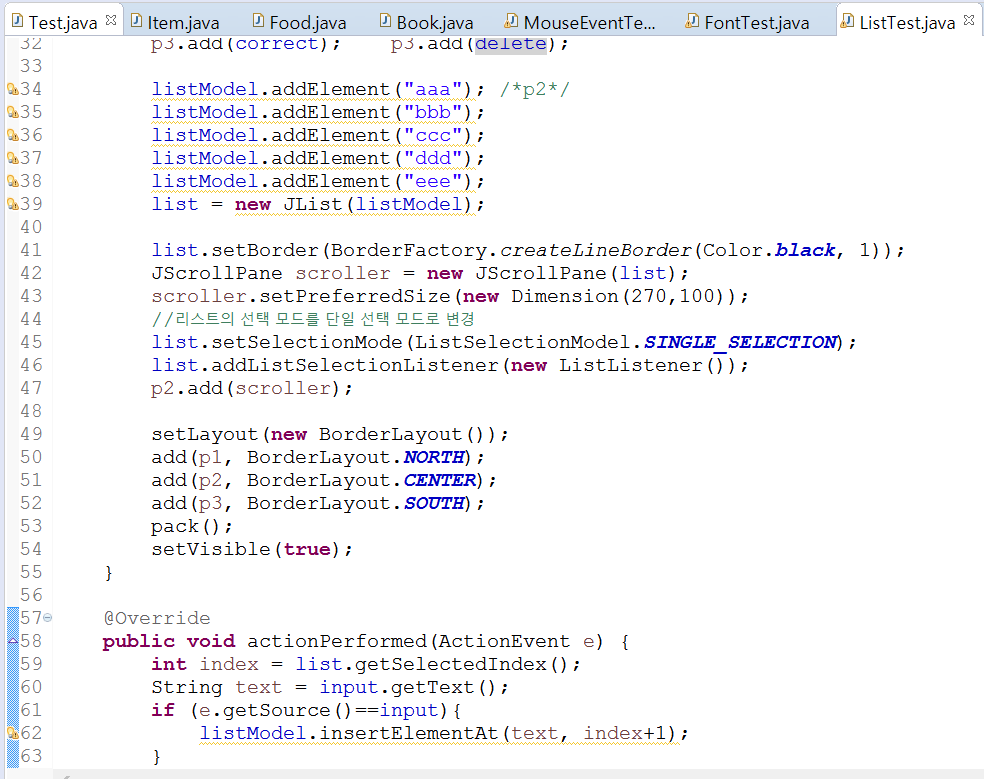 Test.java Item.java Food.java Book.java MouseEventTe... FontTest.java ListTest.java
32 p3.add(correct); p3.add(delete);
33
34 listModel.addElement("aaa"); /*p2*/
35 listModel.addElement("bbb");
36 listModel.addElement("ccc");
37 listModel.addElement("ddd");
38 listModel.addElement("eee");
39 list = new JList(listModel);
40
41 list.setBorder(BorderFactory.createLineBorder(Color.black, 1));
42 JScrollPane scroller = new JScrollPane(list);
43 scroller.setPreferredSize(new Dimension(270,100));
44 //리스트의 선택 모드를 단일 선택 모드로 변경
45 list.setSelectionMode(ListSelectionModel.SINGLE_SELECTION);
46 list.addListSelectionListener(new ListListener());
47 p2.add(scroller);
48
49 setLayout(new BorderLayout());
50 add(p1, BorderLayout.NORTH);
51 add(p2, BorderLayout.CENTER);
52 add(p3, BorderLayout.SOUTH);
53 pack();
54 setVisible(true);
55 }
56
57 @Override
58 public void actionPerformed(ActionEvent e) {
59 int index = list.getSelectedIndex();
60 String text = input.getText();
61 if (e.getSource()==input){
62 listModel.insertElementAt(text, index+1);
63 }